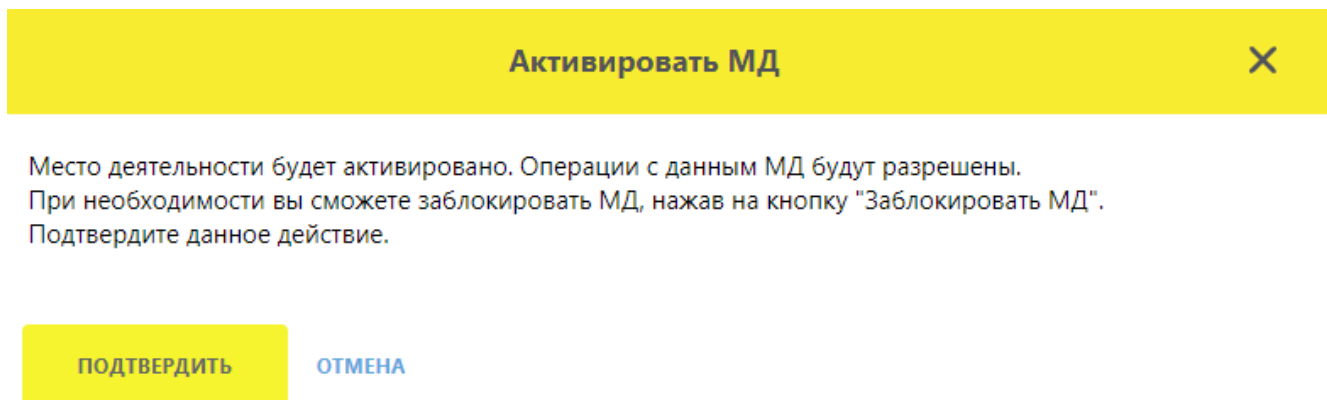 Активировать МД
Место деятельности будет активировано. Операции с данным МД будут разрешены.
При необходимости вы сможете заблокировать МД, нажав на кнопку "Заблокировать МД".
Подтвердите данное действие.
ПОДТВЕРДИТЬ ОТМЕНА